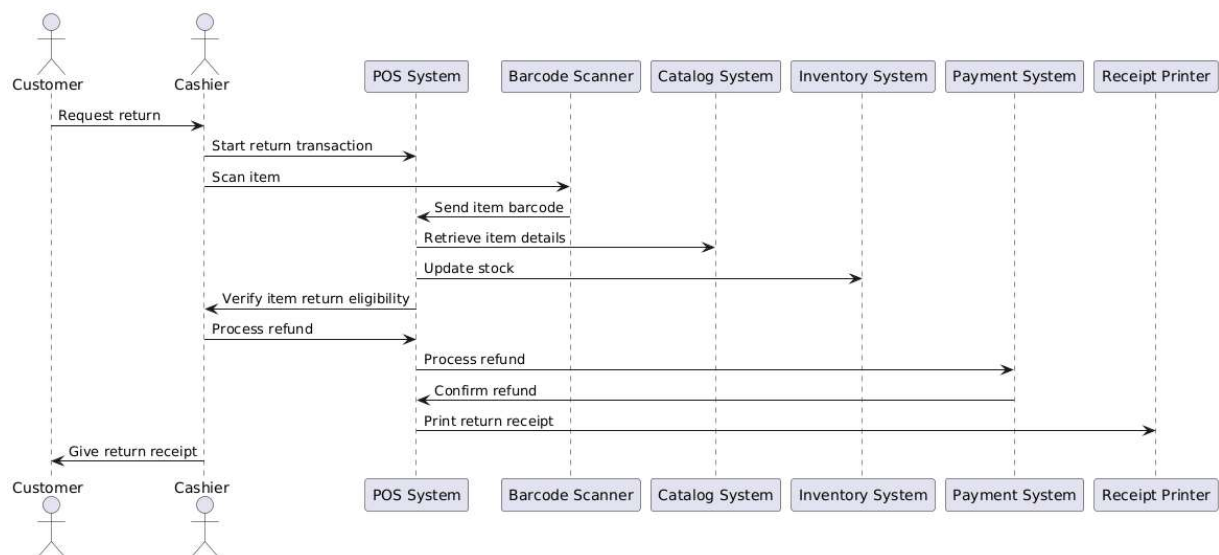 Customer
Cashier
POS System
Barcode Scanner
Catalog System
Inventory System
Payment System
Receipt Printer
Request return
Start return transaction
Scan item
Send item barcode
Retrieve item details
Update stock
Verify item return eligibility
Process refund
Process refund
Confirm refund
Print return receipt
Give return receipt
Customer
Cashier
POS System
Barcode Scanner
Catalog System
Inventory System
Payment System
Receipt Printer